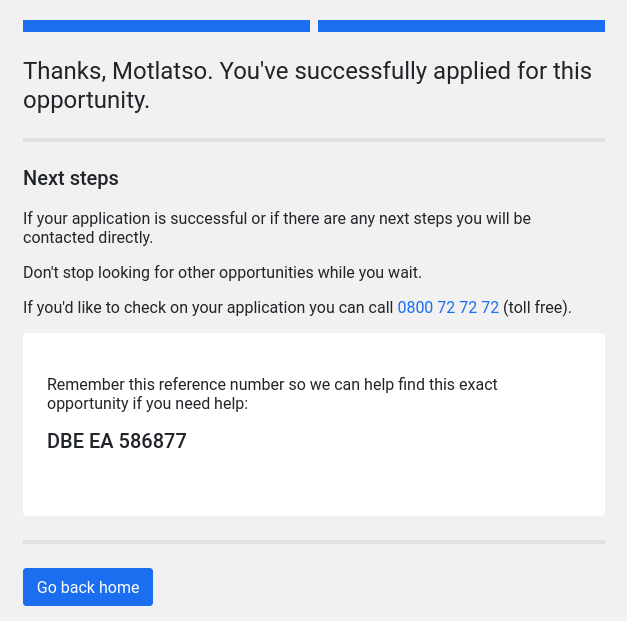 Thanks, Motlatso. You've successfully applied for this
opportunity.
Next steps
If your application is successful or if there are any next steps you will be
contacted directly.
Don't stop looking for other opportunities while you wait.
If you'd like to check on your application you can call 0800 72 72 72 (toll free).
Remember this reference number so we can help find this exact
opportunity if you need help:
DBE EA 586877
Go back home